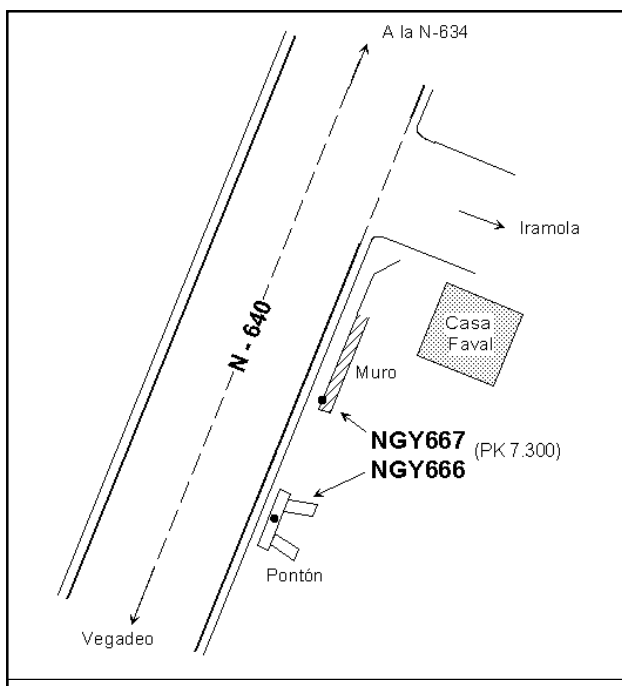 A la N-634
Iramola
N - 640
Casa
Faval
Muro
NGY667 (PK 7.300)
NGY666
Pontón
Vegadeo